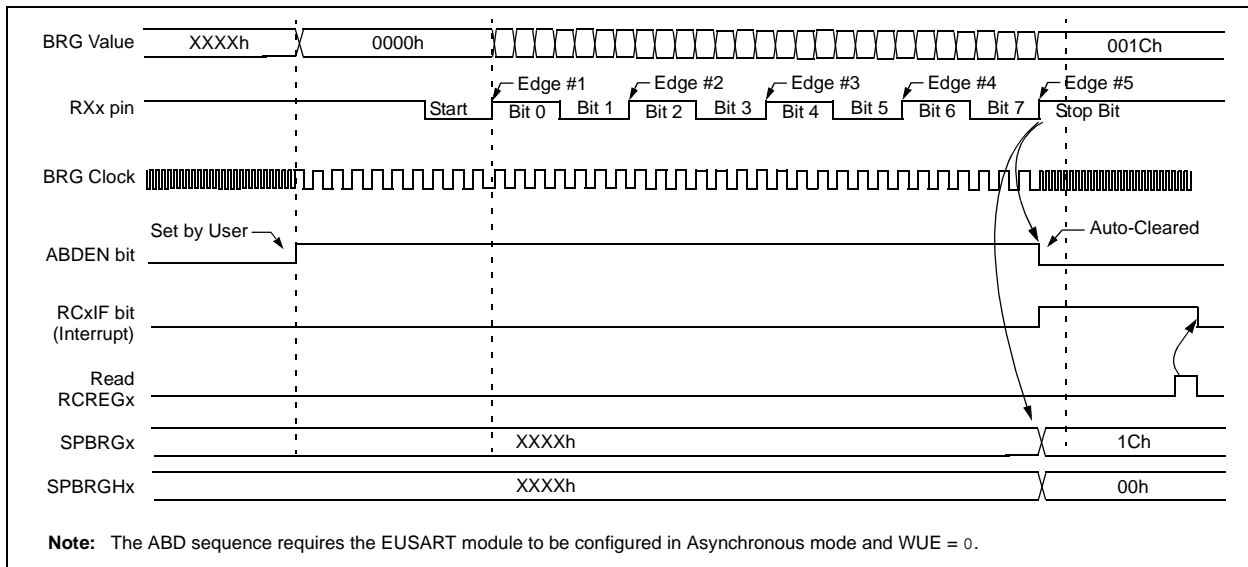 BRG Value XXXXh 0000h 001Ch
Edge #1 Edge #2 Edge #3 Edge #4 Edge #5
RXx pin Start Bit 0 Bit 1 Bit 2 Bit 3 Bit 4 Bit 5 Bit 6 Bit 7 Stop Bit
BRG Clock
Set by User Auto-Cleared
ABDEN bit
RCxIF bit
(Interrupt)
Read
RCREGx
SPBRGx XXXXh 1Ch
SPBRGHx XXXXh 00h
Note: The ABD sequence requires the EUSART module to be configured in Asynchronous mode and WUE = 0.